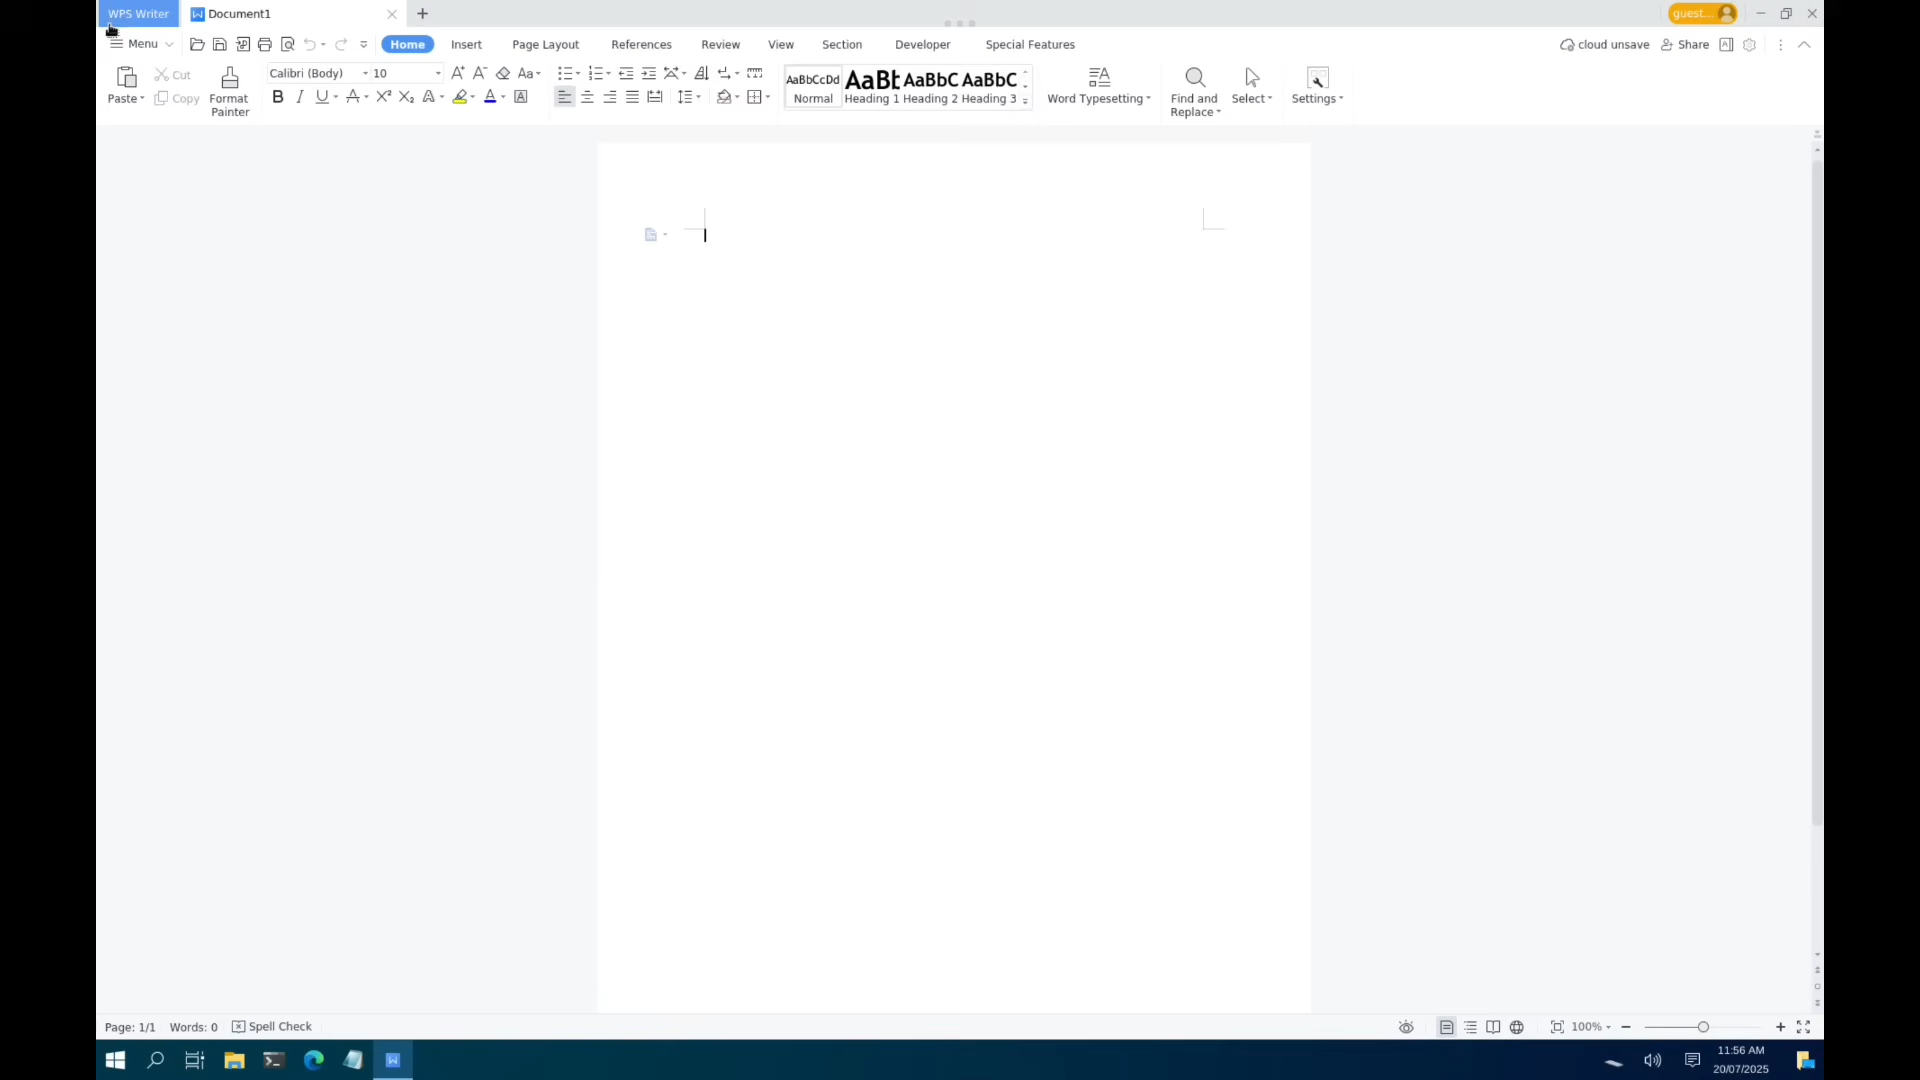 WPS Writer Document1 guest...
Menu Home Insert Page Layout References Review View Section Developer Special Features cloud unsave Share
Cut Calibri (Body) 10 Aa AaBbCcDd AaBb AaBbC AaBbC
Paste Copy Format Painter B I U A X² X₂ A A A Normal Heading 1 Heading 2 Heading 3 Word Typesetting Find and Replace Select Settings
Page: 1/1 Words: 0 Spell Check 100%
11:56 AM
20/07/2025